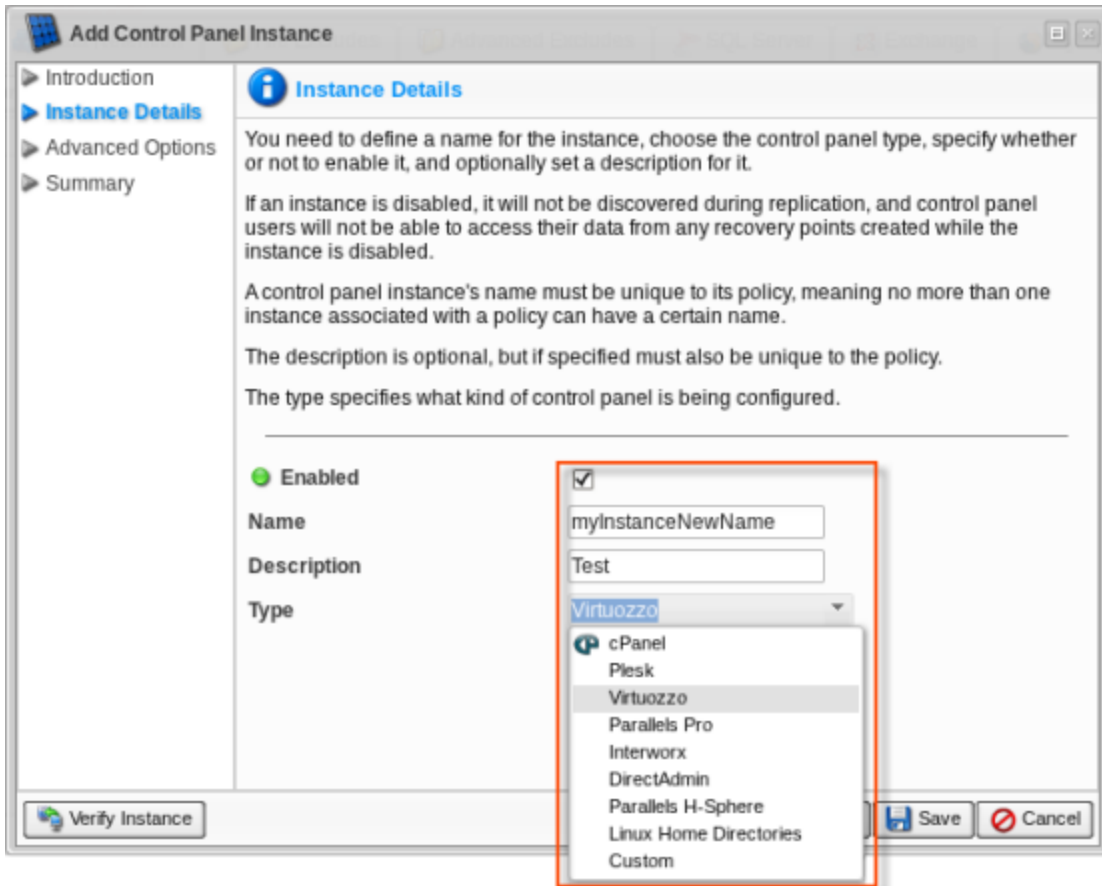 Add Control Panel Instance
Introduction
Instance Details
Advanced Options
Summary
Instance Details
You need to define a name for the instance, choose the control panel type, specify whether
or not to enable it, and optionally set a description for it.
If an instance is disabled, it will not be discovered during replication, and control panel
users will not be able to access their data from any recovery points created while the
instance is disabled.
A control panel instance's name must be unique to its policy, meaning no more than one
instance associated with a policy can have a certain name.
The description is optional, but if specified must also be unique to the policy.
The type specifies what kind of control panel is being configured.
Enabled
Name myInstanceNewName
Description Test
Type Virtuozzo
cPanel
Plesk
Virtuozzo
Parallels Pro
Interworx
DirectAdmin
Parallels H-Sphere
Linux Home Directories
Custom
Verify Instance Save Cancel